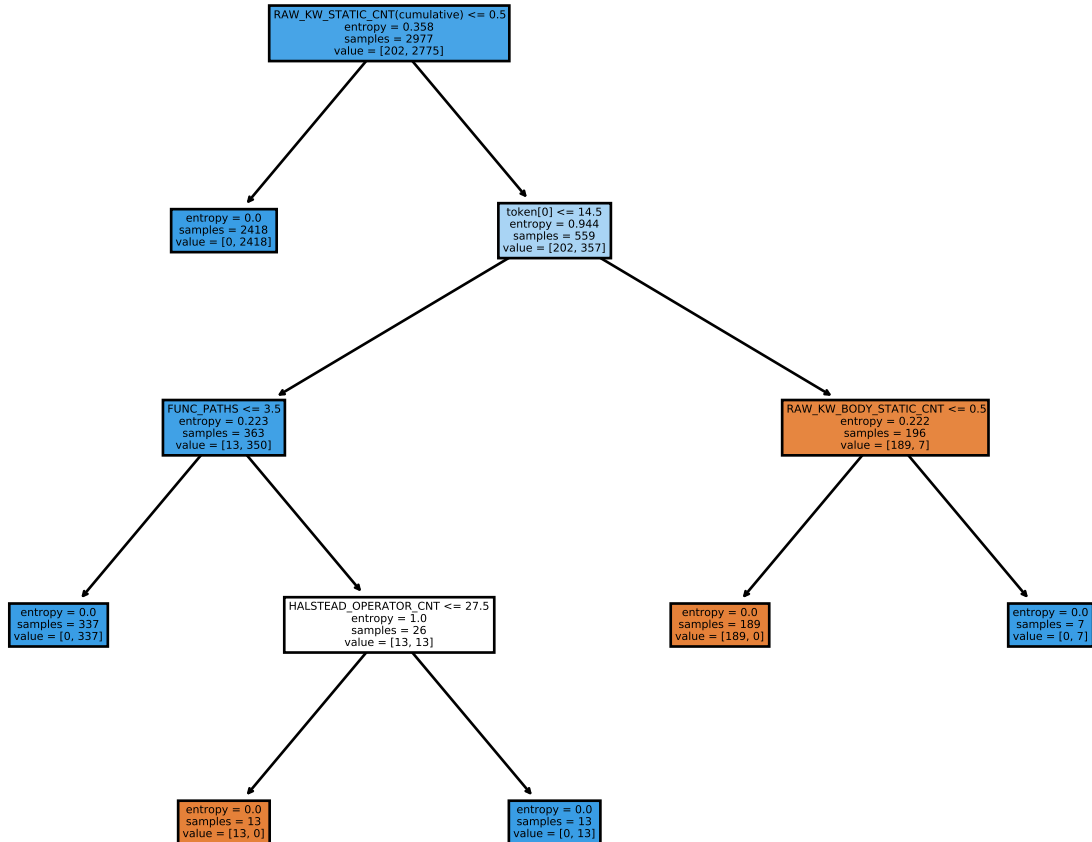 RAW_KW_STATIC_CNT(cumulative) <= 0.5
entropy = 0.358
samples = 2977
value = [202, 2775]
entropy = 0.0
samples = 2418
value = [0, 2418]
token[0] <= 14.5
entropy = 0.944
samples = 559
value = [202, 357]
FUNC_PATHS <= 3.5
entropy = 0.223
samples = 363
value = [13, 350]
RAW_KW_BODY_STATIC_CNT <= 0.5
entropy = 0.222
samples = 196
value = [189, 7]
entropy = 0.0
samples = 337
value = [0, 337]
HALSTEAD_OPERATOR_CNT <= 27.5
entropy = 1.0
samples = 26
value = [13, 13]
entropy = 0.0
samples = 189
value = [189, 0]
entropy = 0.0
samples = 7
value = [0, 7]
entropy = 0.0
samples = 13
value = [13, 0]
entropy = 0.0
samples = 13
value = [0, 13]